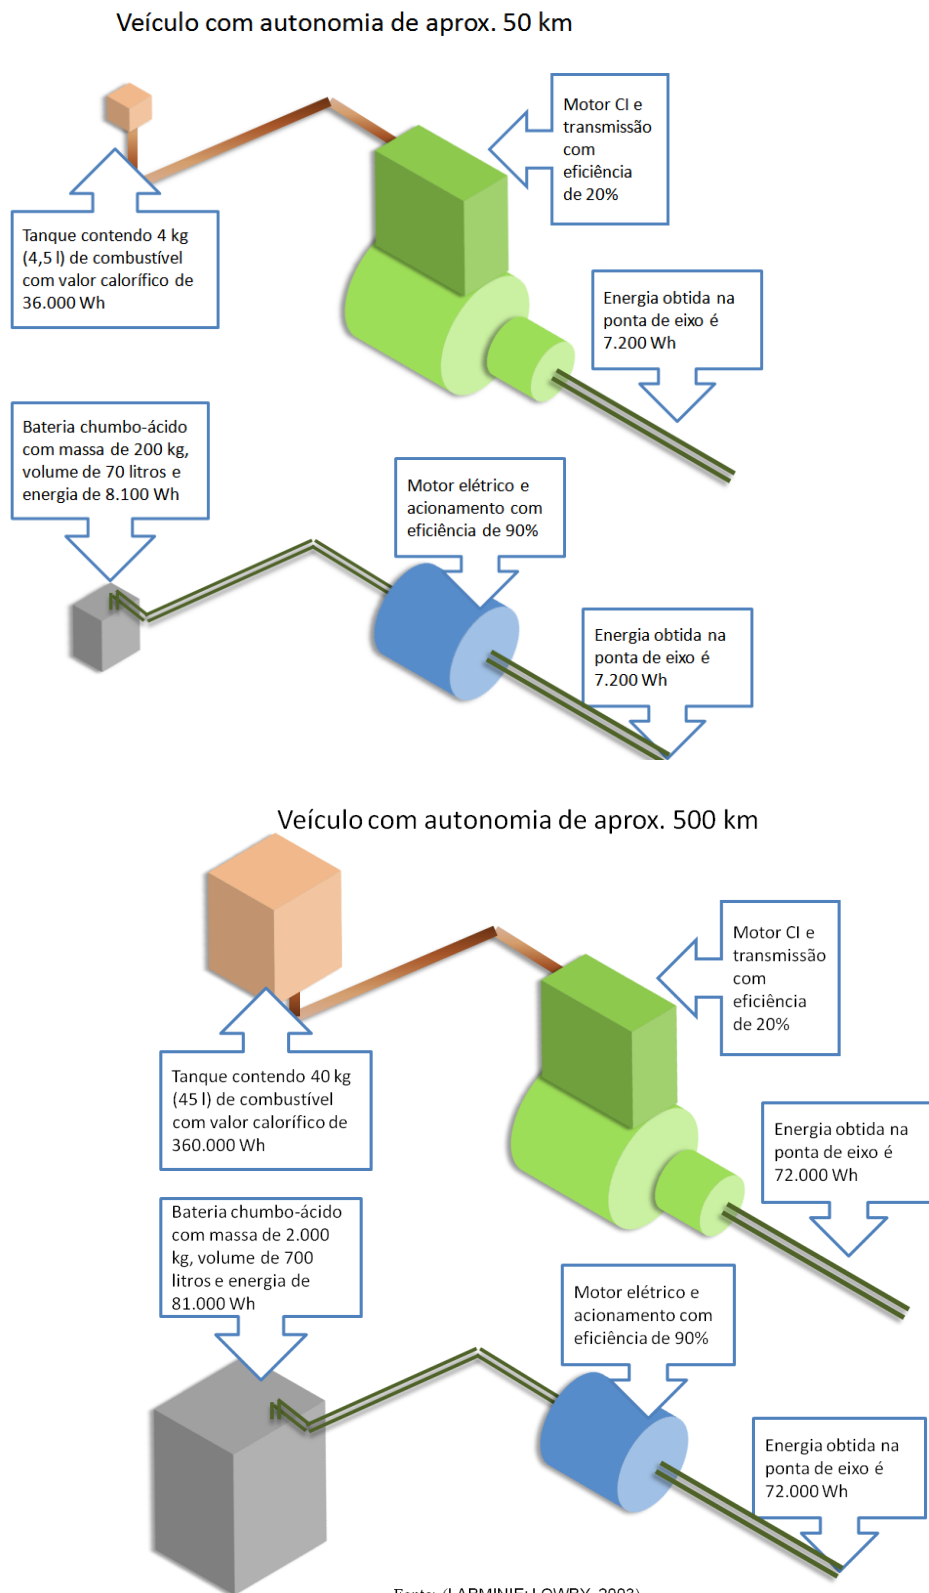 Veículo com autonomia de aprox. 50 km
Motor CI e
transmissão
com
eficiência
de 20%
Tanque contendo 4 kg
(4,5 l) de combustível
com valor calorífico de
36.000 Wh
Energia obtida na
ponta de eixo é
7.200 Wh
Bateria chumbo-ácido
com massa de 200 kg,
volume de 70 litros e
energia de 8.100 Wh
Motor elétrico e
acionamento com
eficiência de 90%
Energia obtida na
ponta de eixo é
7.200 Wh
Veículo com autonomia de aprox. 500 km
Motor CI e
transmissão
com
eficiência
de 20%
Tanque contendo 40 kg
(45 l) de combustível
com valor calorífico de
360.000 Wh
Energia obtida na
ponta de eixo é
72.000 Wh
Bateria chumbo-ácido
com massa de 2.000
kg, volume de 700
litros e energia de
81.000 Wh
Motor elétrico e
acionamento com
eficiência de 90%
Energia obtida na
ponta de eixo é
72.000 Wh
Fonte: (LARMINIE; LOWRY, 2003)